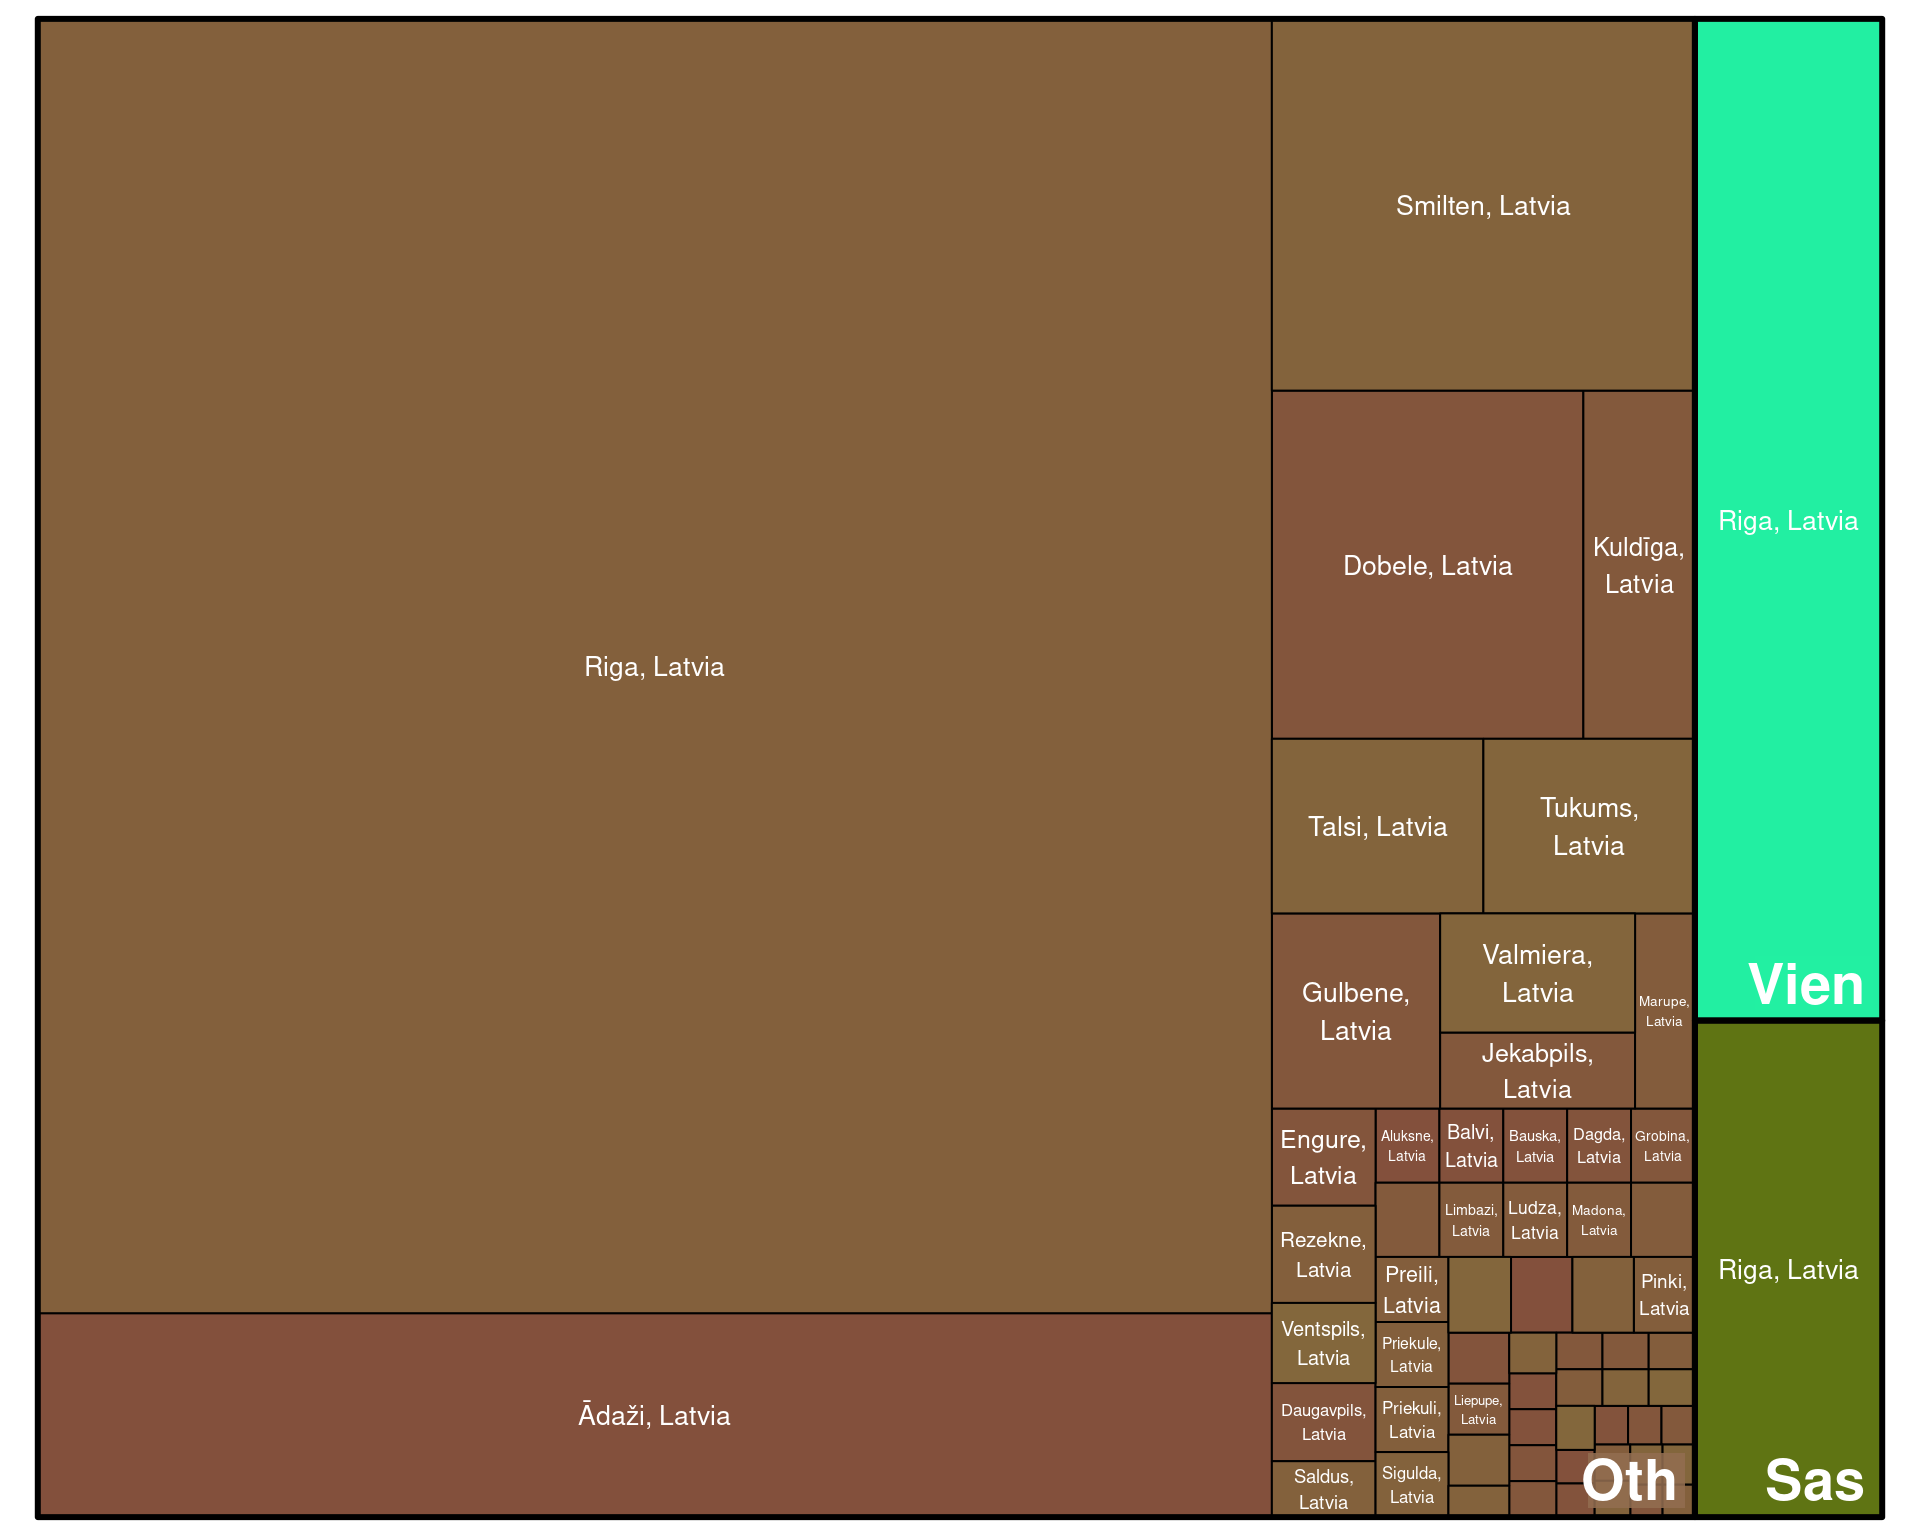 Riga, Latvia
Ādaži, Latvia
Smilten, Latvia
Dobele, Latvia
Kuldīga,
Latvia
Talsi, Latvia
Tukums,
Latvia
Gulbene,
Latvia
Valmiera,
Latvia
Jekabpils,
Latvia
Marupe,
Latvia
Engure,
Latvia
Rezekne,
Latvia
Ventspils,
Latvia
Daugavpils,
Latvia
Saldus,
Latvia
Aluksne,
Latvia
Balvi,
Latvia
Bauska,
Latvia
Dagda,
Latvia
Grobina,
Latvia
Limbazi,
Latvia
Ludza,
Latvia
Madona,
Latvia
Preili,
Latvia
Priekule,
Latvia
Priekuli,
Latvia
Sigulda,
Latvia
Pinki,
Latvia
Liepupe,
Latvia
Oth
Riga, Latvia
Vien
Riga, Latvia
Sas